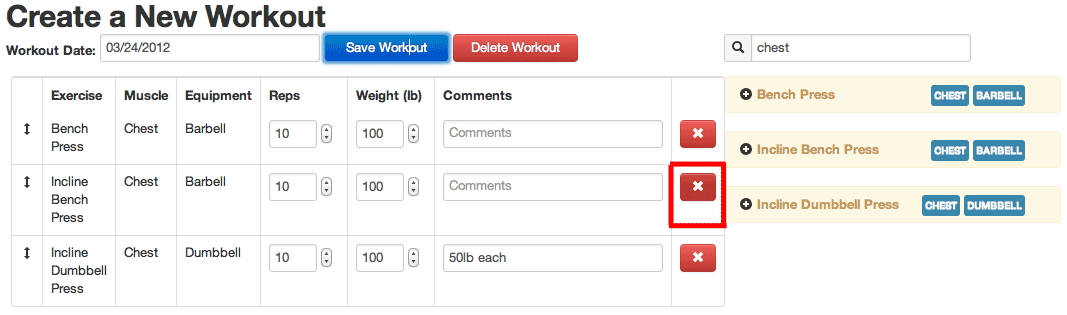 Create a New Workout
Workout Date: 03/24/2012 Save Workout Delete Workout chest
Exercise Muscle Equipment Reps Weight (lb) Comments
Bench Press CHEST BARBELL
Bench Chest Barbell 10 100 Comments
Press
Incline Bench Press CHEST BARBELL
Incline Chest Barbell 10 100 Comments
Bench
Press
Incline Dumbbell Press CHEST DUMBBELL
Incline Chest Dumbbell 10 100 50lb each
Dumbbell
Press